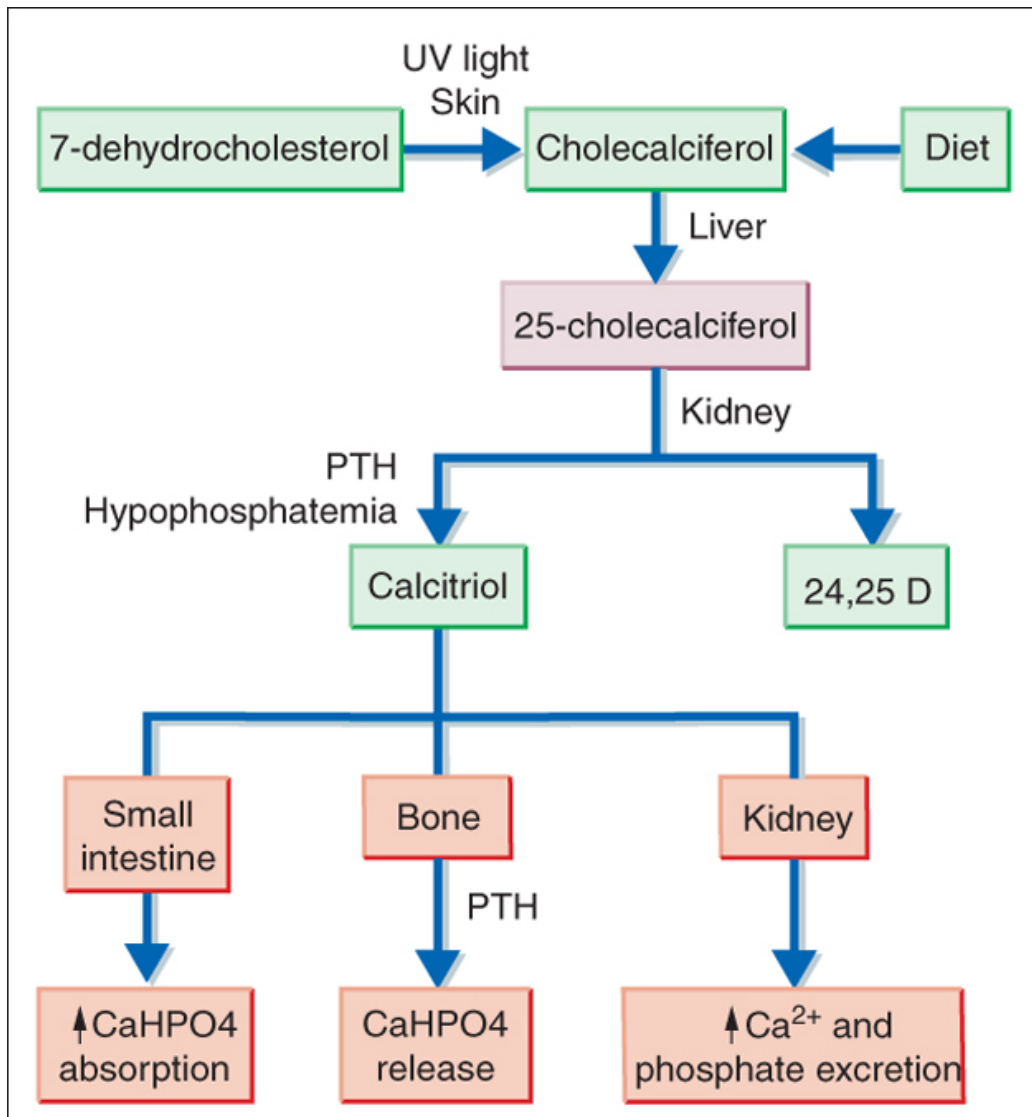 UV light
Skin
7-dehydrocholesterol
Cholecalciferol
Diet
Liver
25-cholecalciferol
Kidney
PTH
Hypophosphatemia
Calcitriol
24,25 D
Small
intestine
Bone
Kidney
PTH
↑CaHPO4
absorption
CaHPO4
release
↑Ca²⁺ and
phosphate excretion